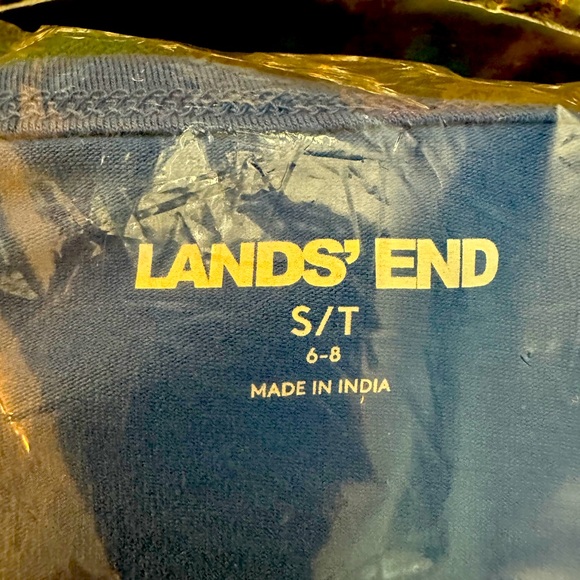 LANDS' END
S/T
6-8
MADE IN INDIA